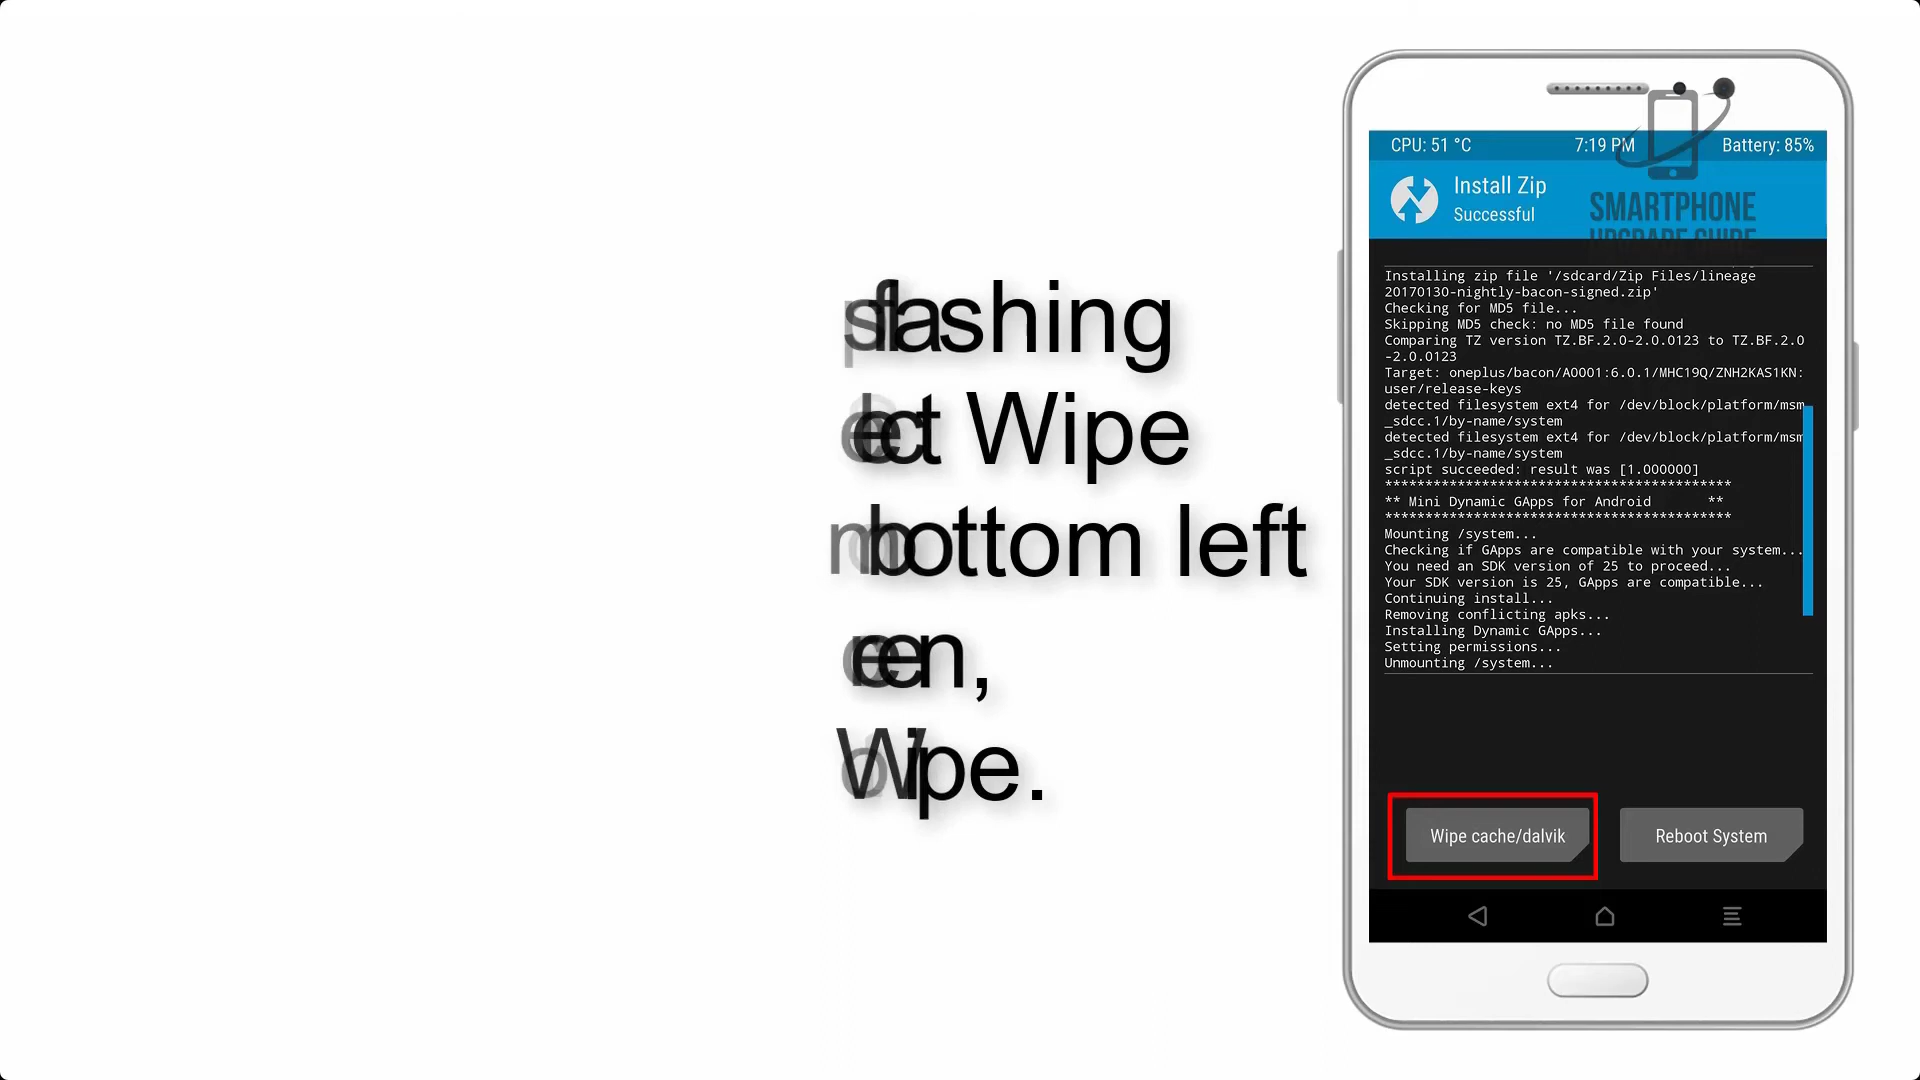 flashing
lect Wipe
bottom left
reen,
Wipe.
CPU: 51 °C 7:19 PM Battery: 85%
Install Zip
Successful
SMARTPHONE
UPGRADE GUIDE
Installing zip file '/sdcard/Zip Files/lineage
20170130-nightly-bacon-signed.zip'
Checking for MD5 file...
Skipping MD5 check: no MD5 file found
Comparing TZ version TZ.BF.2.0-2.0.0123 to TZ.BF.2.0
-2.0.0123
Target: oneplus/bacon/A0001:6.0.1/MHC19Q/ZNH2KAS1KN:
user/release-keys
detected filesystem ext4 for /dev/block/platform/msm
_sdcc.1/by-name/system
detected filesystem ext4 for /dev/block/platform/msm
_sdcc.1/by-name/system
script succeeded: result was [1.000000]
*******************************************
** Mini Dynamic GApps for Android **
*******************************************
Mounting /system...
Checking if GApps are compatible with your system...
You need an SDK version of 25 to proceed...
Your SDK version is 25, GApps are compatible...
Continuing install...
Removing conflicting apks...
Installing Dynamic GApps...
Setting permissions...
Unmounting /system...
Wipe cache/dalvik Reboot System